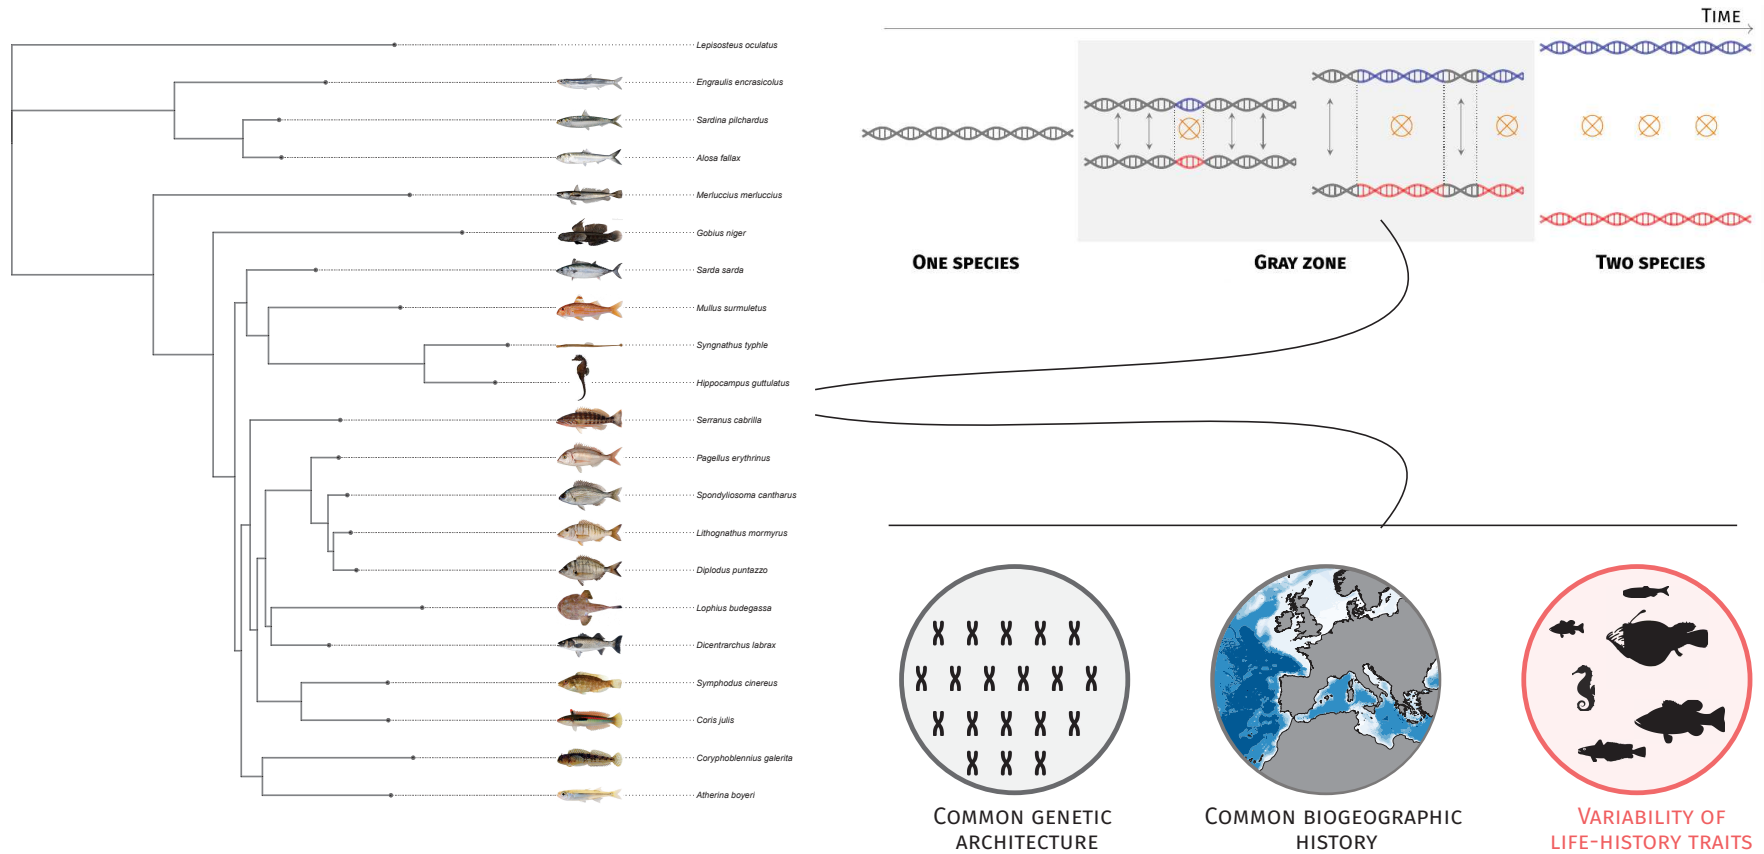 Lepisosteus oculatus
Engraulis encrasicolus
Sardina pilchardus
Alosa fallax
Merluccius merluccius
Gobius niger
Sarda sarda
Mullus surmuletus
Syngnathus typhle
Hippocampus guttulatus
Serranus cabrilla
Pagellus erythrinus
Spondyliosoma cantharus
Lithognathus mormyrus
Diplodus puntazzo
Lophius budegassa
Dicentrarchus labrax
Symphodus cinereus
Coris julis
Coryphoblennius galerita
Atherina boyeri
TIME
ONE SPECIES
GRAY ZONE
TWO SPECIES
COMMON GENETIC
ARCHITECTURE
COMMON BIOGEOGRAPHIC
HISTORY
VARIABILITY OF
LIFE-HISTORY TRAITS